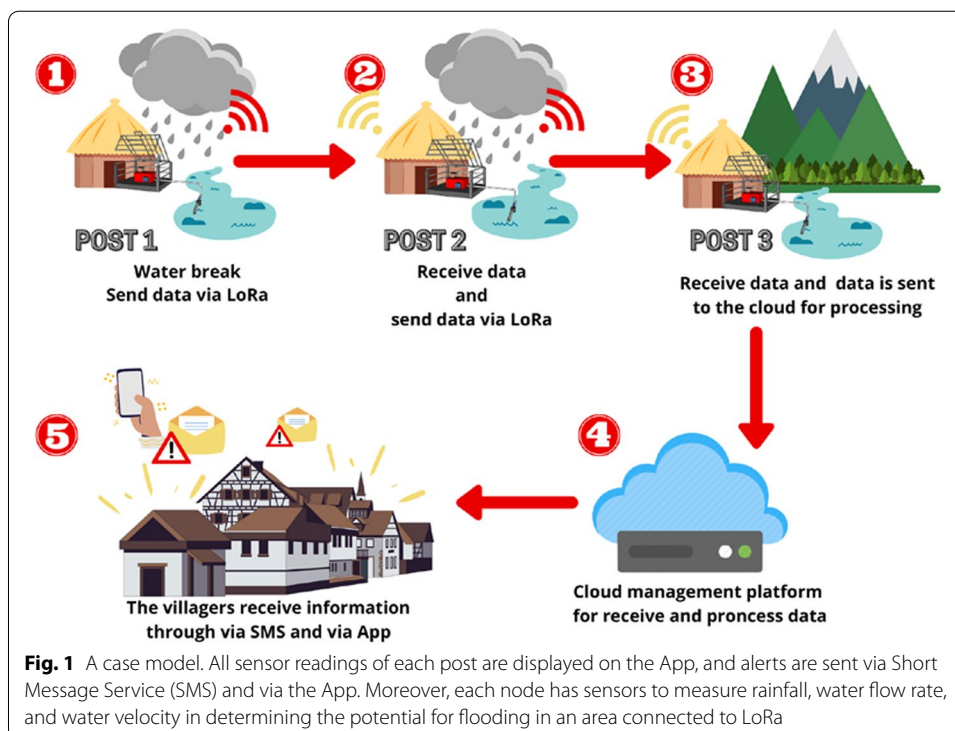 1
2
3
POST 1
POST 2
POST 3
Water break
Send data via LoRa
Receive data
and
send data via LoRa
Receive data and data is sent
to the cloud for processing
4
Cloud management platform
for receive and proncess data
5
The villagers receive information
through via SMS and via App
Fig. 1 A case model. All sensor readings of each post are displayed on the App, and alerts are sent via Short
Message Service (SMS) and via the App. Moreover, each node has sensors to measure rainfall, water flow rate,
and water velocity in determining the potential for flooding in an area connected to LoRa